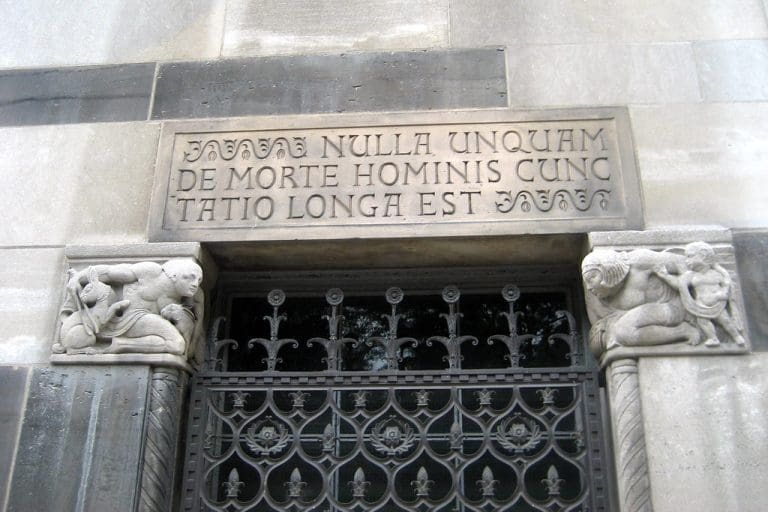 NULLA UNQUAM
DE MORTE HOMINIS CUNC
TATIO LONGA EST